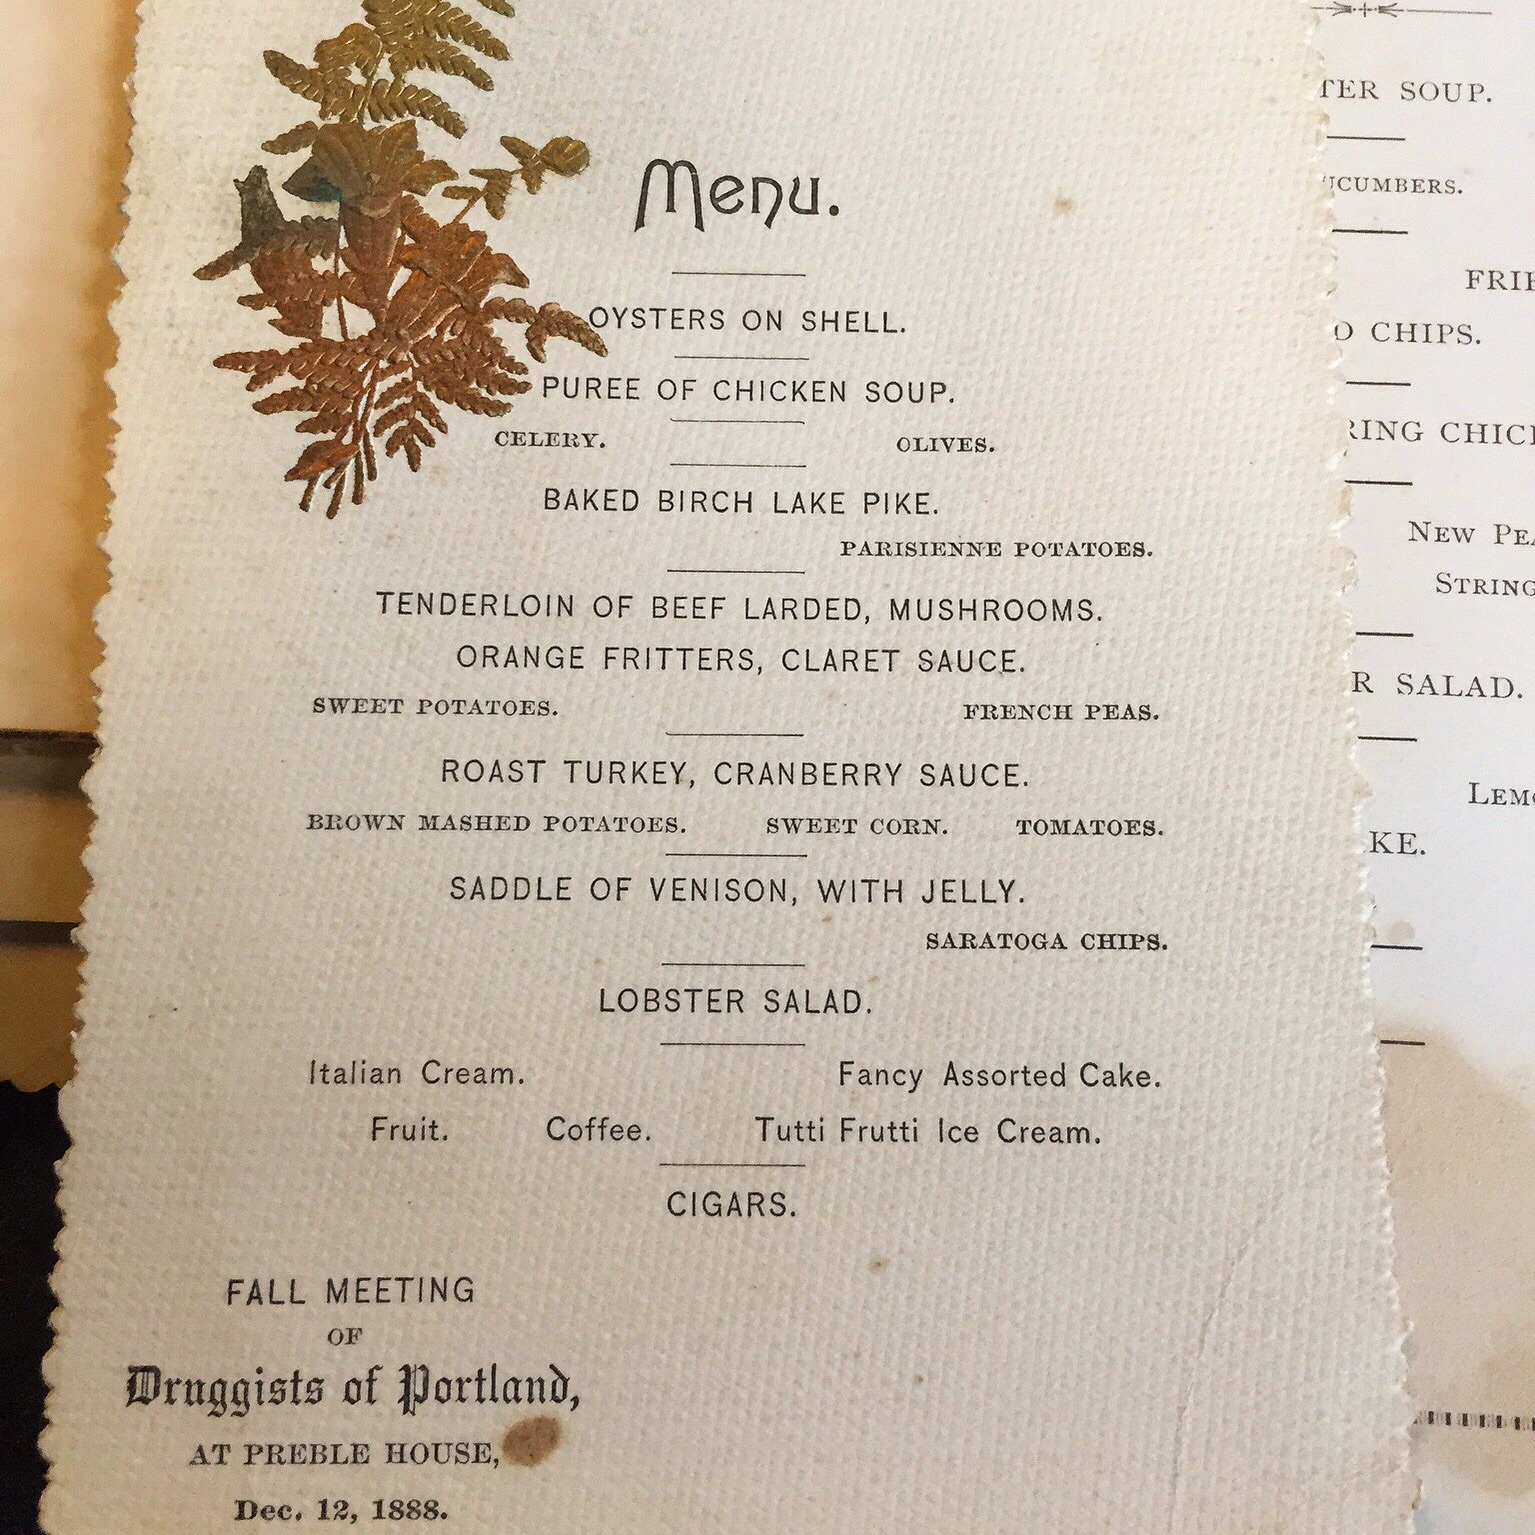 Menu.
OYSTERS ON SHELL.
PUREE OF CHICKEN SOUP.
CELERY. OLIVES.
BAKED BIRCH LAKE PIKE.
PARISIENNE POTATOES.
TENDERLOIN OF BEEF LARDED, MUSHROOMS.
ORANGE FRITTERS, CLARET SAUCE.
SWEET POTATOES. FRENCH PEAS.
ROAST TURKEY, CRANBERRY SAUCE.
BROWN MASHED POTATOES. SWEET CORN. TOMATOES.
SADDLE OF VENISON, WITH JELLY.
SARATOGA CHIPS.
LOBSTER SALAD.
Italian Cream. Fancy Assorted Cake.
Fruit. Coffee. Tutti Frutti Ice Cream.
CIGARS.
FALL MEETING
OF
Druggists of Portland,
AT PREBLE HOUSE,
Dec. 12, 1888.
SOUP.
CHIPS.
NEW
SALAD.